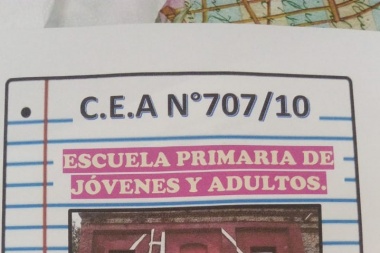 C.E.A N°707/10
ESCUELA PRIMARIA DE
JÓVENES Y ADULTOS.